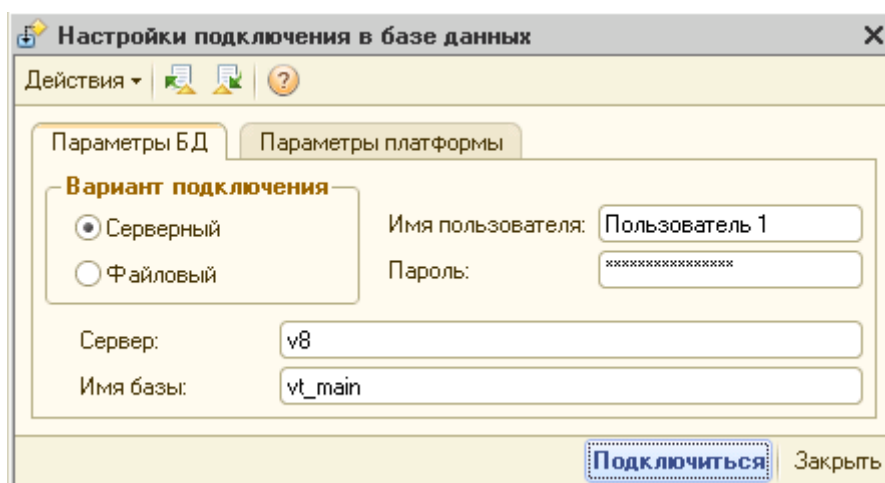 Настройки подключения в базе данных
Действия
Параметры БД Параметры платформы
Вариант подключения
Серверный
Файловый
Имя пользователя: Пользователь 1
Пароль: ****************
Сервер: v8
Имя базы: vt_main
Подключиться Закрыть